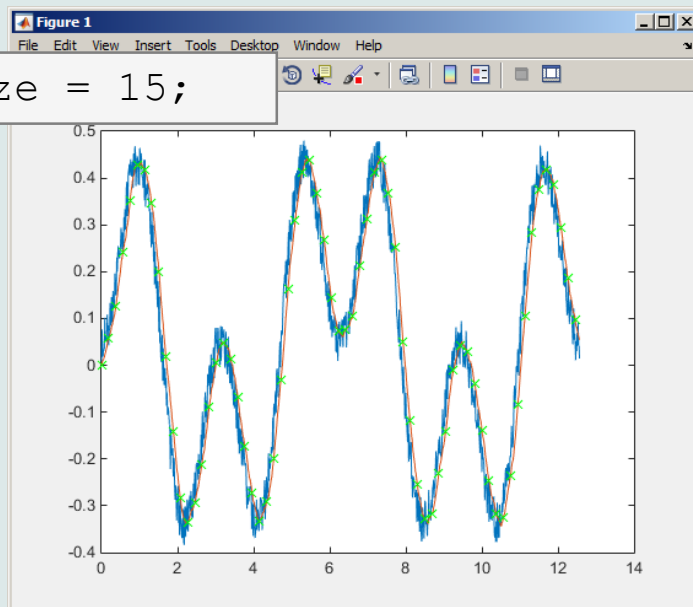 Figure 1
File Edit View Insert Tools Desktop Window Help
ze = 15;
0.5
0.4
0.3
0.2
0.1
0
-0.1
-0.2
-0.3
-0.4
0 2 4 6 8 10 12 14